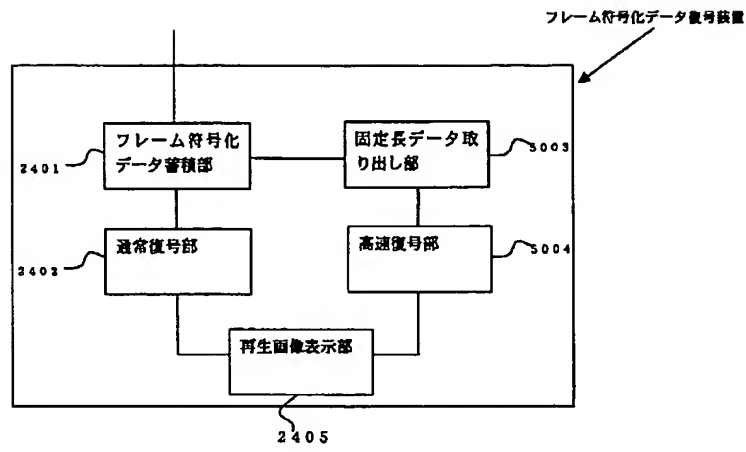 フレーム符号化データ復号装置
フレーム符号化
データ蓄積部
2401
固定長データ取
り出し部
5003
通常復号部
2402
高速復号部
5004
再生画像表示部
2405